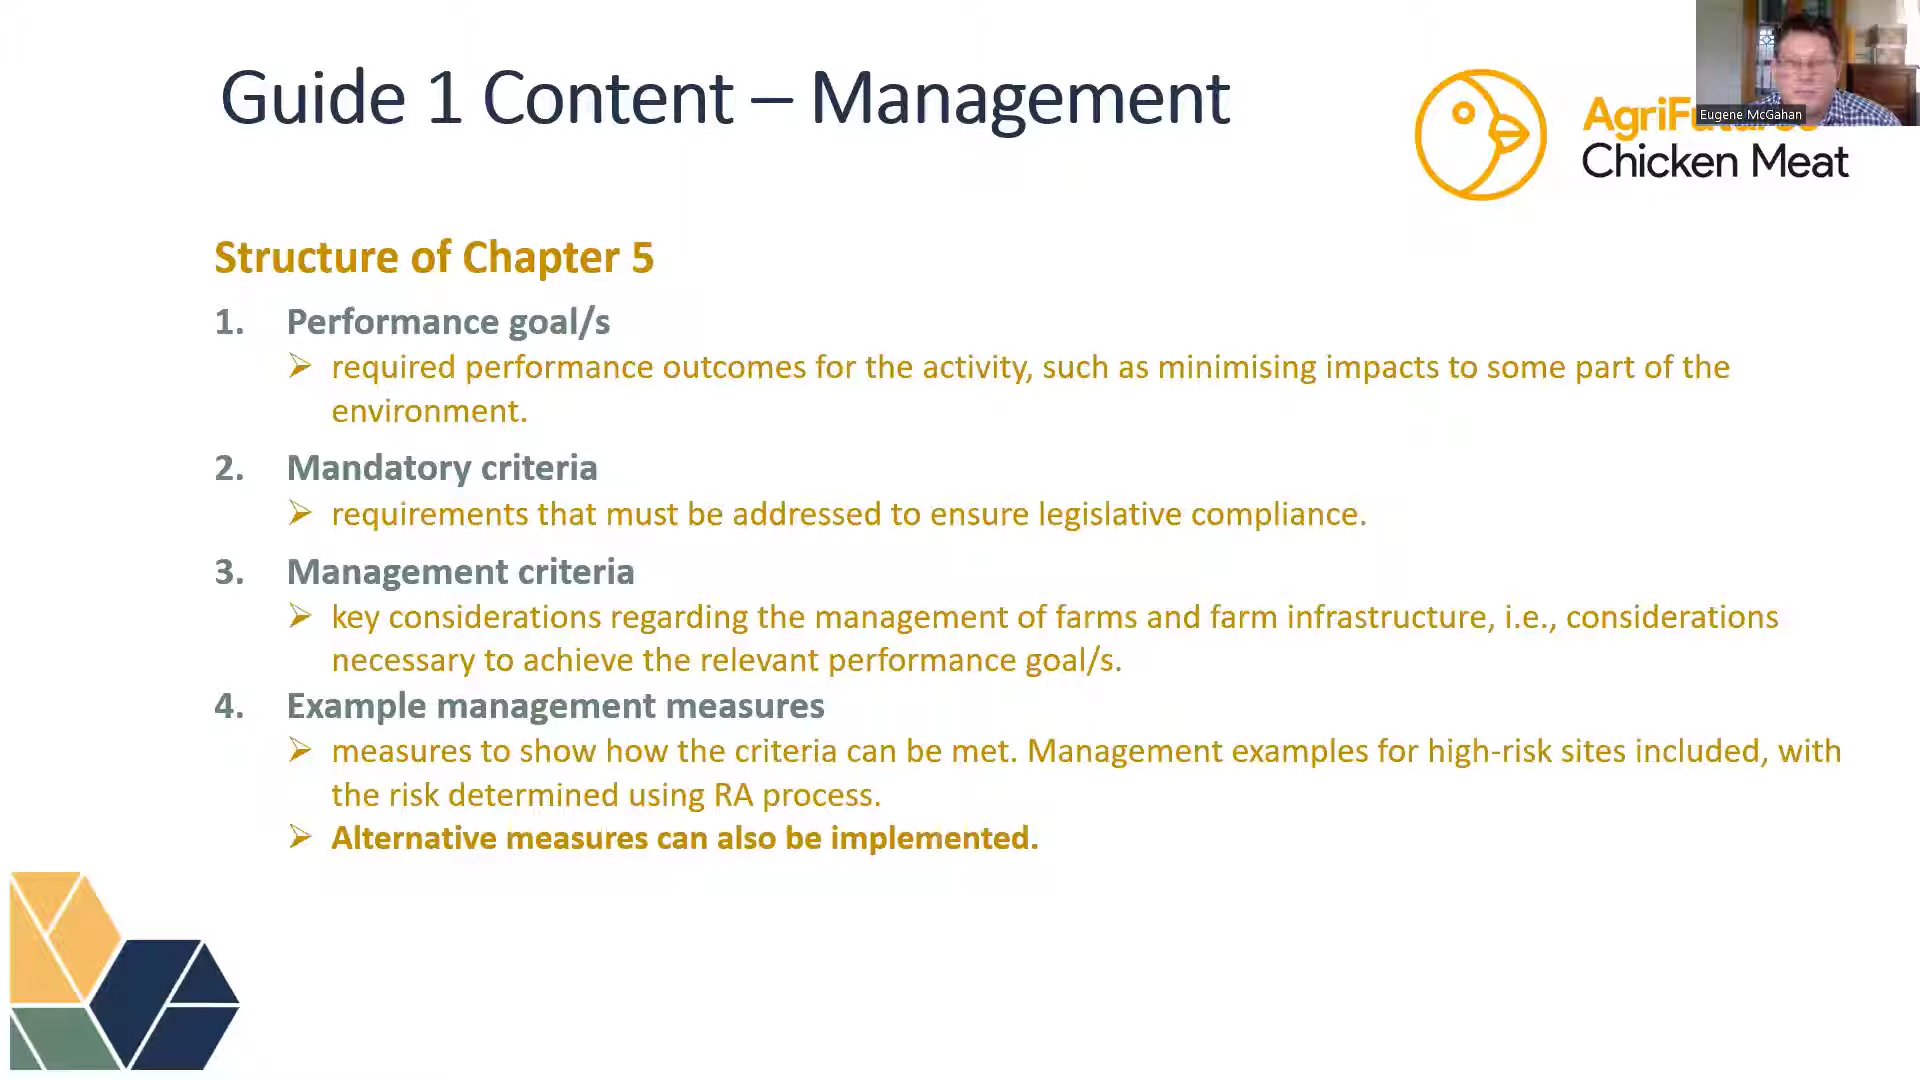 Guide 1 Content – Management
Eugene McGahan
Chicken Meat
Structure of Chapter 5
1. Performance goal/s
➢ required performance outcomes for the activity, such as minimising impacts to some part of the
environment.
2. Mandatory criteria
➢ requirements that must be addressed to ensure legislative compliance.
3. Management criteria
➢ key considerations regarding the management of farms and farm infrastructure, i.e., considerations
necessary to achieve the relevant performance goal/s.
4. Example management measures
➢ measures to show how the criteria can be met. Management examples for high-risk sites included, with
the risk determined using RA process.
➢ Alternative measures can also be implemented.